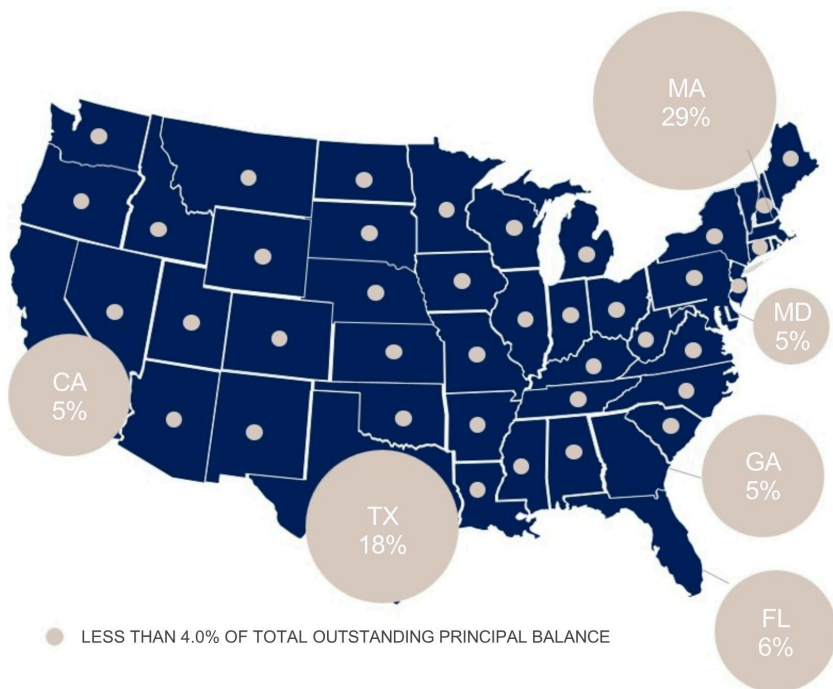 MA
29%
MD
5%
CA
5%
GA
5%
TX
18%
FL
6%
LESS THAN 4.0% OF TOTAL OUTSTANDING PRINCIPAL BALANCE